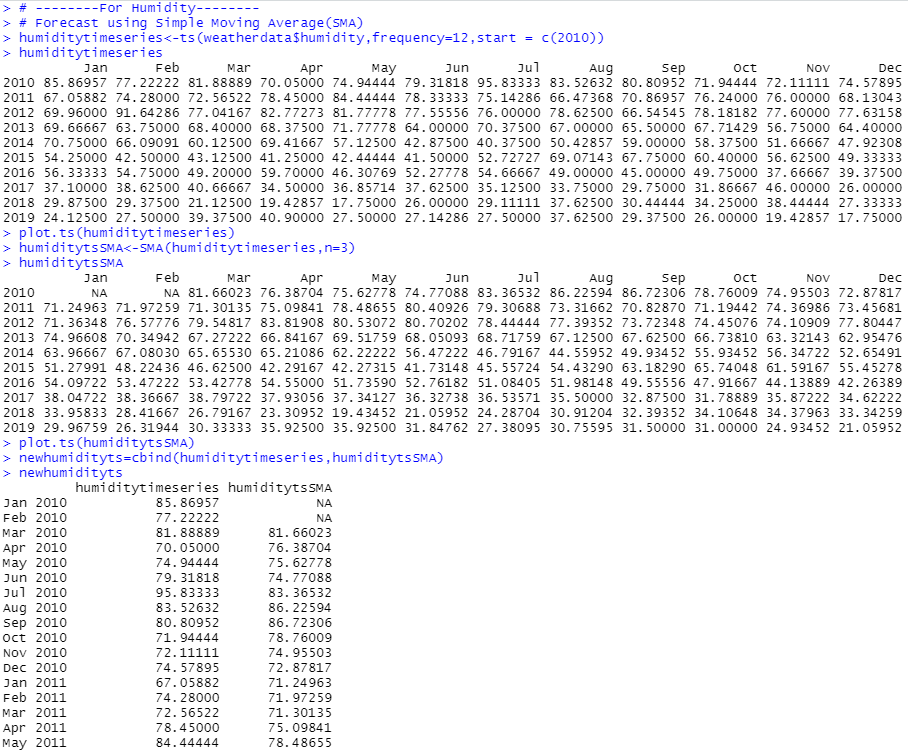 > # --------For Humidity--------
> # Forecast using Simple Moving Average(SMA)
> humiditytimeseries<-ts(weatherdata$humidity,frequency=12,start = c(2010))
> humiditytimeseries
Jan Feb Mar Apr May Jun Jul Aug Sep Oct Nov Dec
2010 85.86957 77.22222 81.88889 70.05000 74.94444 79.31818 95.83333 83.52632 80.80952 71.94444 72.11111 74.57895
2011 67.05882 74.28000 72.56522 78.45000 84.44444 78.33333 75.14286 66.47368 70.86957 76.24000 76.00000 68.13043
2012 69.96000 91.64286 77.04167 82.77273 81.77778 77.55556 76.00000 78.62500 66.54545 78.18182 77.60000 77.63158
2013 69.66667 63.75000 68.40000 68.37500 71.77778 64.00000 70.37500 67.00000 65.50000 67.71429 56.75000 64.40000
2014 70.75000 66.09091 60.12500 69.41667 57.12500 42.87500 40.37500 50.42857 59.00000 58.37500 51.66667 47.92308
2015 54.25000 42.50000 43.12500 41.25000 42.44444 41.50000 52.72727 69.07143 67.75000 60.40000 56.62500 49.33333
2016 56.33333 54.75000 49.20000 59.70000 46.30769 52.27778 54.66667 49.00000 45.00000 49.75000 37.66667 39.37500
2017 37.10000 38.62500 40.66667 34.50000 36.85714 37.62500 35.12500 33.75000 29.75000 31.86667 46.00000 26.00000
2018 29.87500 29.37500 21.12500 19.42857 17.75000 26.00000 29.11111 37.62500 30.44444 34.25000 38.44444 27.33333
2019 24.12500 27.50000 39.37500 40.90000 27.50000 27.14286 27.50000 37.62500 29.37500 26.00000 19.42857 17.75000
> plot.ts(humiditytimeseries)
> humiditytsSMA<-SMA(humiditytimeseries,n=3)
> humiditytsSMA
Jan Feb Mar Apr May Jun Jul Aug Sep Oct Nov Dec
2010 NA NA 81.66023 76.38704 75.62778 74.77088 83.36532 86.22594 86.72306 78.76009 74.95503 72.87817
2011 71.24963 71.97259 71.30135 75.09841 78.48655 80.40926 79.30688 73.31662 70.82870 71.19442 74.36986 73.45681
2012 71.36348 76.57776 79.54817 83.81908 80.53072 80.70202 78.44444 77.39352 73.72348 74.45076 74.10909 77.80447
2013 74.96608 70.34942 67.27222 66.84167 69.51759 68.05093 68.71759 67.12500 67.62500 66.73810 63.32143 62.95476
2014 63.96667 67.08030 65.65530 65.21086 62.22222 56.47222 46.79167 44.55952 49.93452 55.93452 56.34722 52.65491
2015 51.27991 48.22436 46.62500 42.29167 42.27315 41.73148 45.55724 54.43290 63.18290 65.74048 61.59167 55.45278
2016 54.09722 53.47222 53.42778 54.55000 51.73590 52.76182 51.08405 51.98148 49.55556 47.91667 44.13889 42.26389
2017 38.04722 38.36667 38.79722 37.93056 37.34127 36.32738 36.53571 35.50000 32.87500 31.78889 35.87222 34.62222
2018 33.95833 28.41667 26.79167 23.30952 19.43452 21.05952 24.28704 30.91204 32.39352 34.10648 34.37963 33.34259
2019 29.96759 26.31944 30.33333 35.92500 35.92500 31.84762 27.38095 30.75595 31.50000 31.00000 24.93452 21.05952
> plot.ts(humiditytsSMA)
> newhumidityts=cbind(humiditytimeseries,humiditytsSMA)
> newhumidityts
humiditytimeseries humiditytsSMA
Jan 2010 85.86957 NA
Feb 2010 77.22222 NA
Mar 2010 81.88889 81.66023
Apr 2010 70.05000 76.38704
May 2010 74.94444 75.62778
Jun 2010 79.31818 74.77088
Jul 2010 95.83333 83.36532
Aug 2010 83.52632 86.22594
Sep 2010 80.80952 86.72306
Oct 2010 71.94444 78.76009
Nov 2010 72.11111 74.95503
Dec 2010 74.57895 72.87817
Jan 2011 67.05882 71.24963
Feb 2011 74.28000 71.97259
Mar 2011 72.56522 71.30135
Apr 2011 78.45000 75.09841
May 2011 84.44444 78.48655